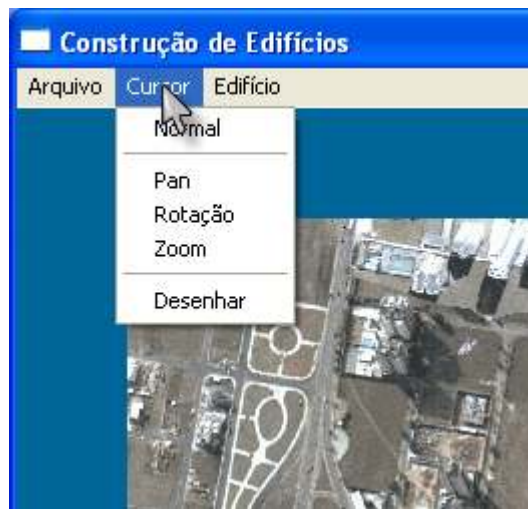 Construção de Edifícios
Arquivo Cursor Edifício
Normal
Pan
Rotação
Zoom
Desenhar